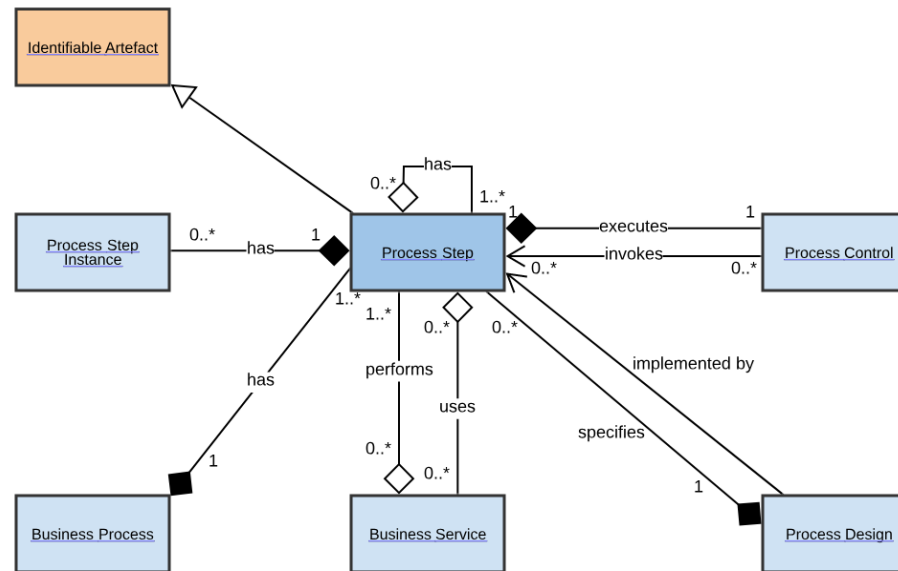 Identifiable Artefact
has
0..*
1..*
Process Step
Instance
0..*
has
1
Process Step
1
executes
1
invokes
0..*
0..*
Process Control
1..*
has
1
1..*
performs
0..*
0..*
uses
0..*
0..*
specifies
1
implemented by
Business Process
Business Service
Process Design